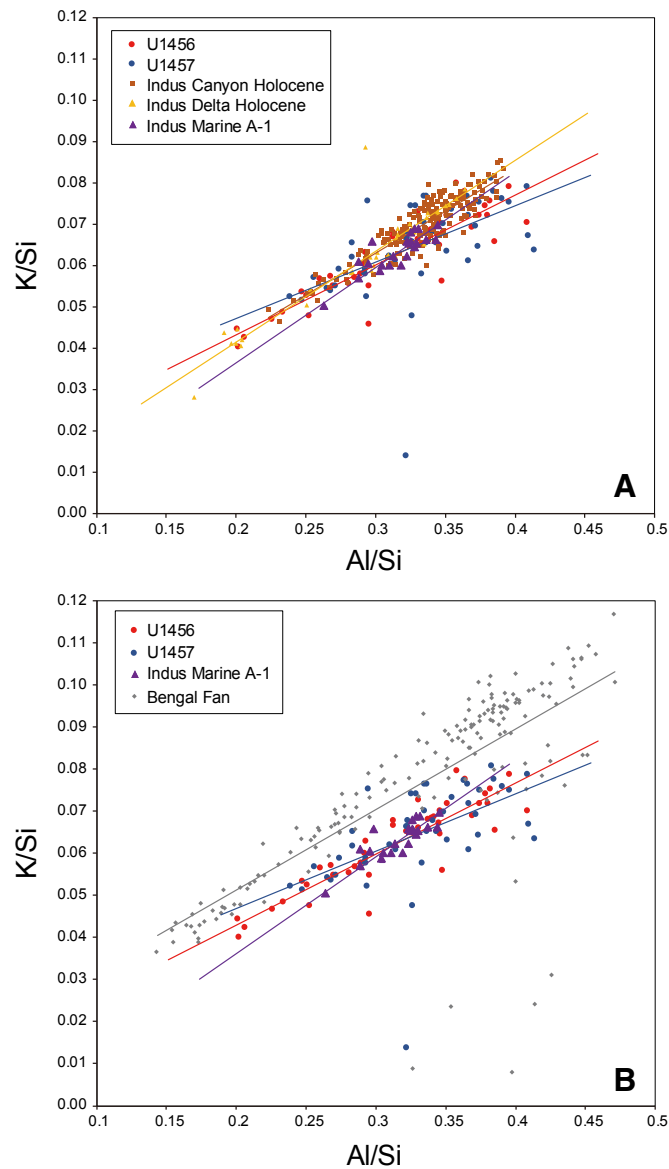 0.12
0.11
0.10
0.09
0.08
0.07
0.06
0.05
0.04
0.03
0.02
0.01
0.00
K/Si
U1456
U1457
Indus Canyon Holocene
Indus Delta Holocene
Indus Marine A-1
A
0.1 0.15 0.2 0.25 0.3 0.35 0.4 0.45 0.5
Al/Si
0.12
0.11
0.10
0.09
0.08
0.07
0.06
0.05
0.04
0.03
0.02
0.01
0.00
K/Si
U1456
U1457
Indus Marine A-1
Bengal Fan
B
0.1 0.15 0.2 0.25 0.3 0.35 0.4 0.45 0.5
Al/Si